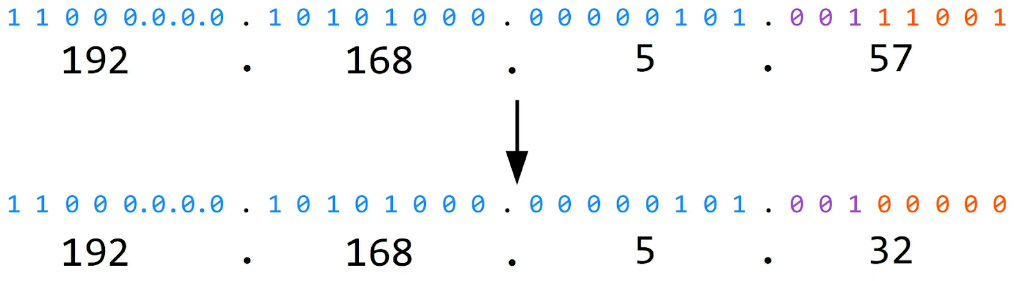 1 1 0 0 0.0.0.0 . 1 0 1 0 1 0 0 0 . 0 0 0 0 0 1 0 1 . 0 0 1 1 1 0 0 1
192 . 168 . 5 . 57
1 1 0 0 0.0.0.0 . 1 0 1 0 1 0 0 0 . 0 0 0 0 0 1 0 1 . 0 0 1 0 0 0 0 0
192 . 168 . 5 . 32